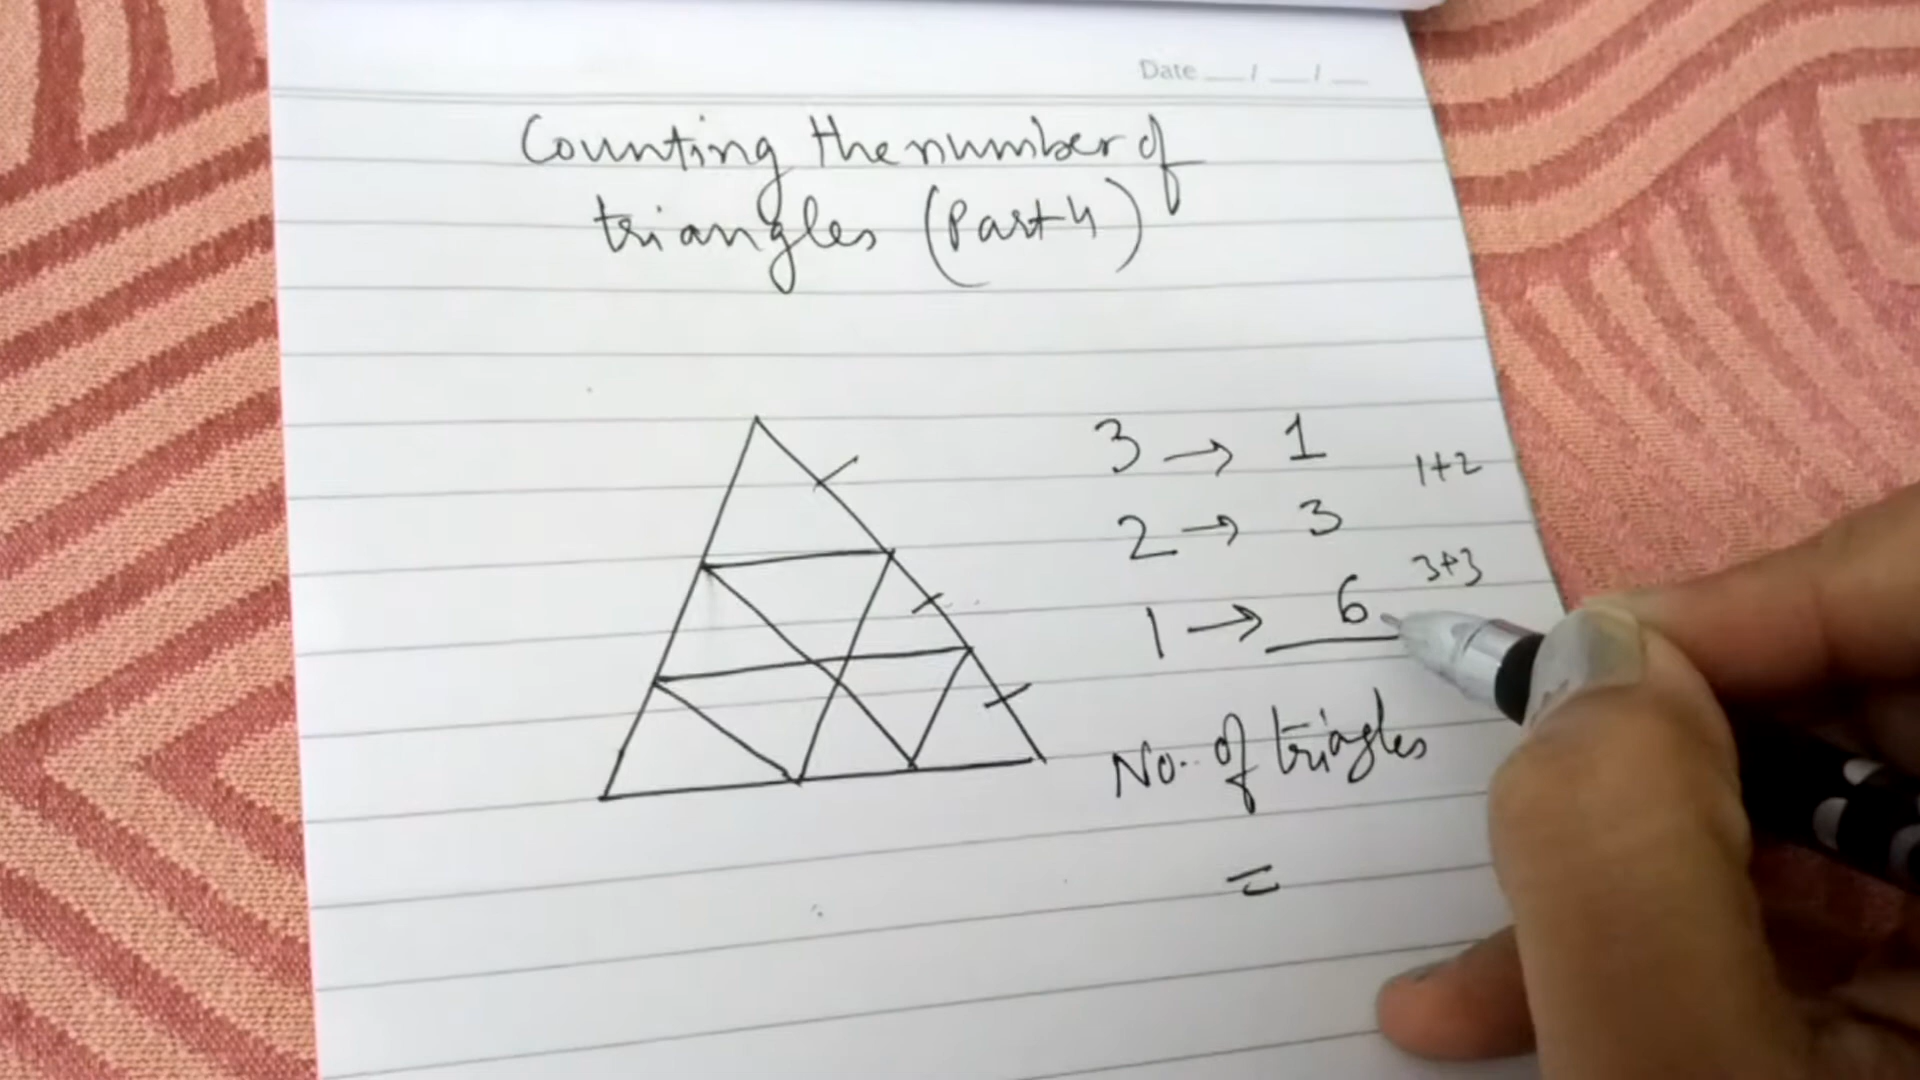 Date __/__/__
Counting the number of
triangles (Part 4)
3 → 1
1+2
2 → 3
3+3
1 → 6
No. of triagles
=